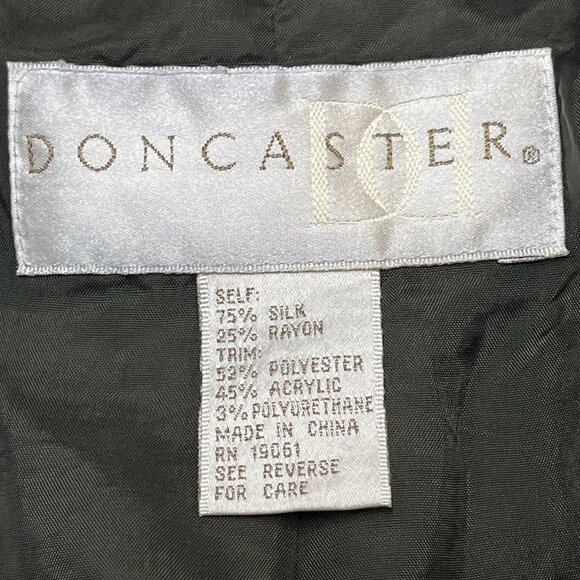 DONCASTER®
SELF:
75% SILK
25% RAYON
TRIM:
52% POLYESTER
45% ACRYLIC
3% POLYURETHANE
MADE IN CHINA
RN 19061
SEE REVERSE
FOR CARE